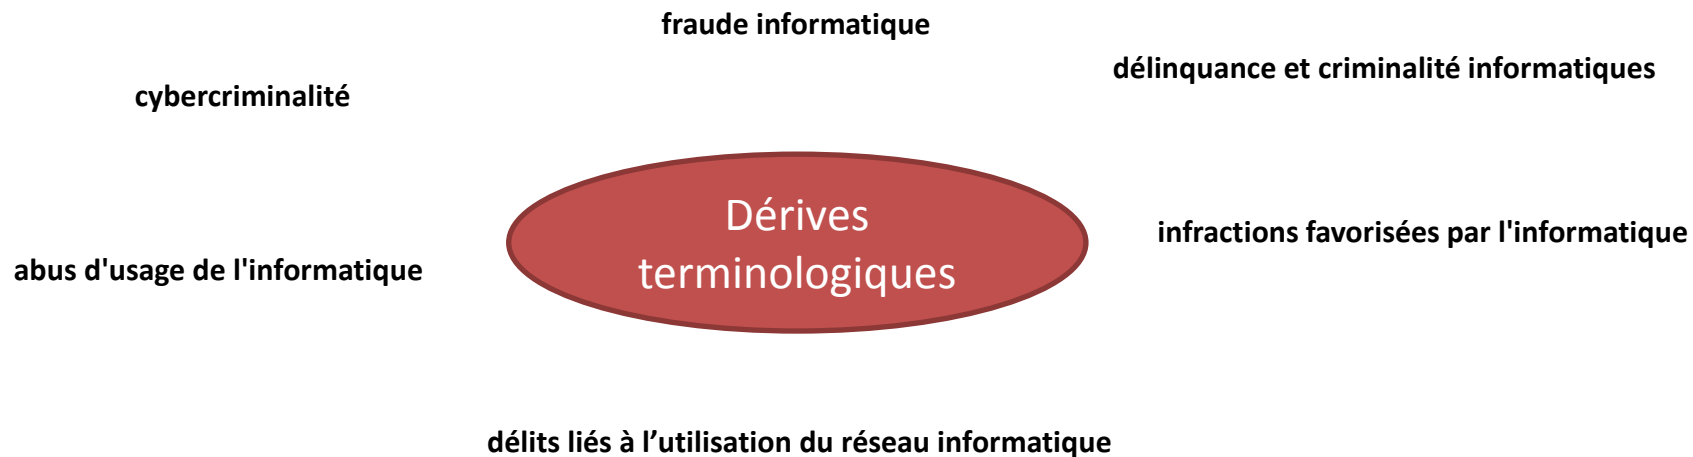 fraude informatique
délinquance et criminalité informatiques
cybercriminalité
Dérives
terminologiques
infractions favorisées par l'informatique
abus d'usage de l'informatique
délits liés à l’utilisation du réseau informatique